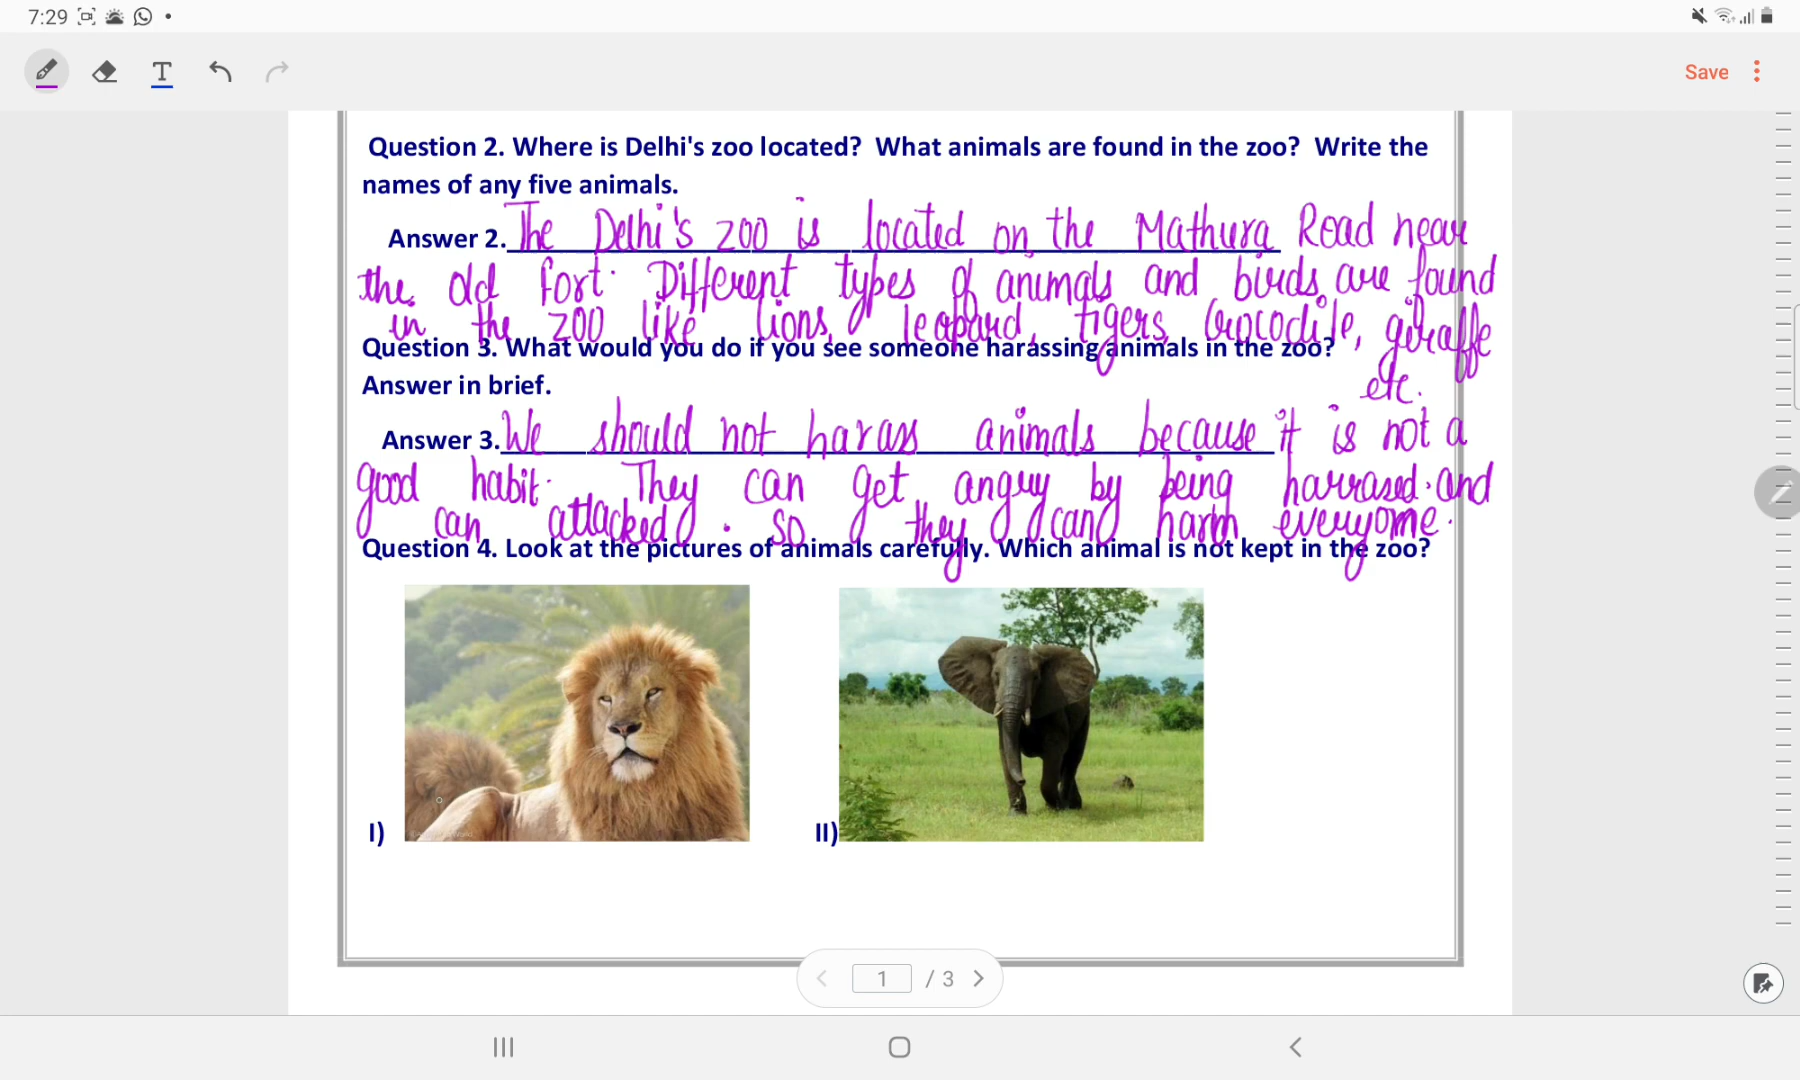 7:29
Save
Question 2. Where is Delhi's zoo located?  What animals are found in the zoo?  Write the
names of any five animals.
Answer 2. The Delhi's zoo is located on the Mathura Road near
the old fort. Different types of animals and birds are found
in the zoo like lions, leopard, tigers, Crocodile, giraffe
etc.
Question 3. What would you do if you see someone harassing animals in the zoo?
Answer in brief.
Answer 3. We should not harass animals because it is not a
good habit. They can get angry by being harrased. and
can attacked. so they can harm everyome.
Question 4. Look at the pictures of animals carefully. Which animal is not kept in the zoo?
I) II)
1 / 3